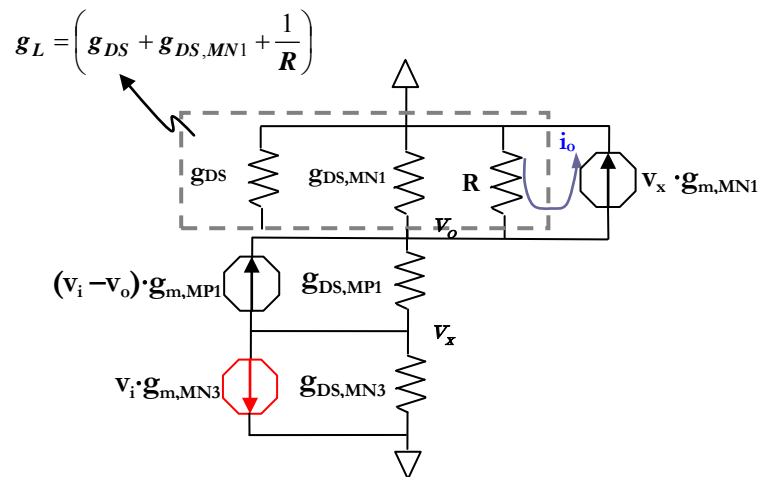 g_L = ( g_DS + g_DS,MN1 + 1/R )
i_o
g_DS
g_DS,MN1
R
v_x · g_m,MN1
v_o
(v_i – v_o)·g_m,MP1
g_DS,MP1
v_x
v_i·g_m,MN3
g_DS,MN3